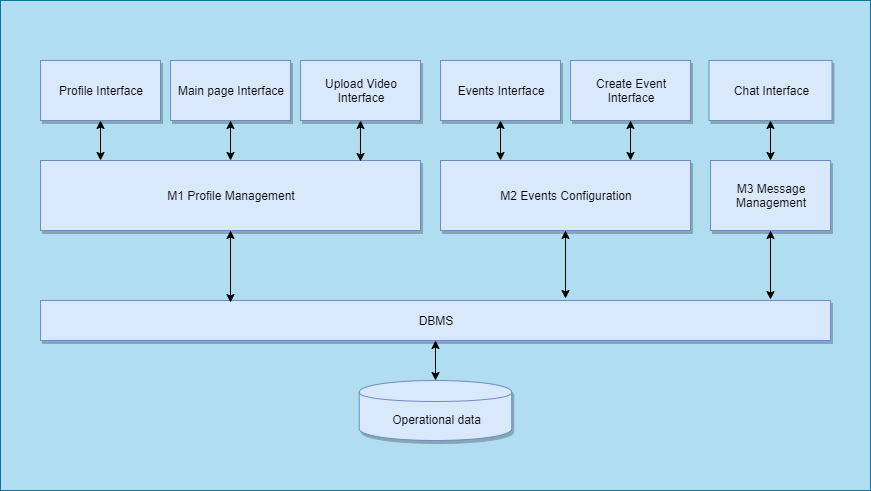 Profile Interface
Main page Interface
Upload Video
Interface
Events Interface
Create Event
Interface
Chat Interface
M1 Profile Management
M2 Events Configuration
M3 Message
Management
DBMS
Operational data